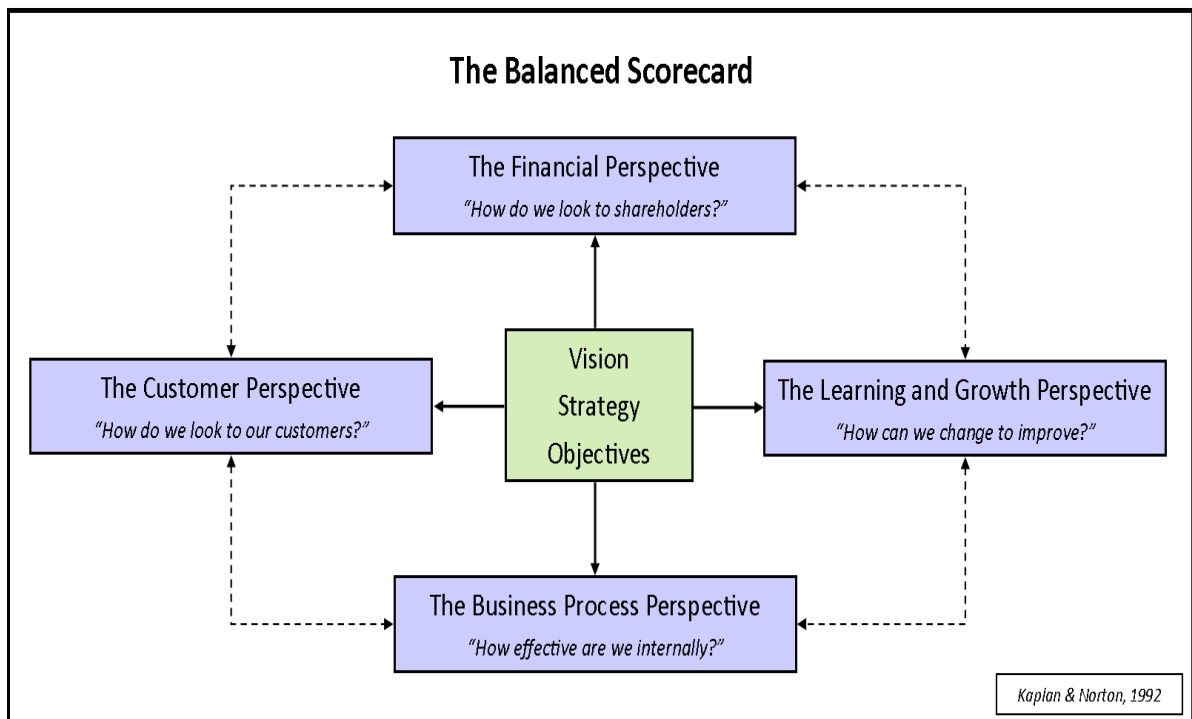 The Balanced Scorecard
The Financial Perspective
“How do we look to shareholders?”
The Customer Perspective
“How do we look to our customers?”
Vision
Strategy
Objectives
The Learning and Growth Perspective
“How can we change to improve?”
The Business Process Perspective
“How effective are we internally?”
Kaplan & Norton, 1992